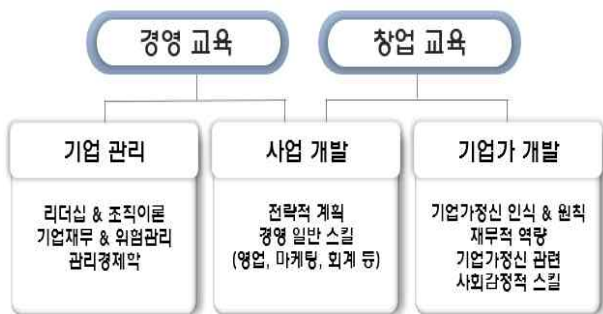 경영 교육
창업 교육
기업 관리
리더십 & 조직이론
기업재무 & 위험관리
관리경제학
사업 개발
전략적 계획
경영 일반 스킬
(영업, 마케팅, 회계 등)
기업가 개발
기업가정신 인식 & 원칙
재무적 역량
기업가정신 관련
사회감정적 스킬